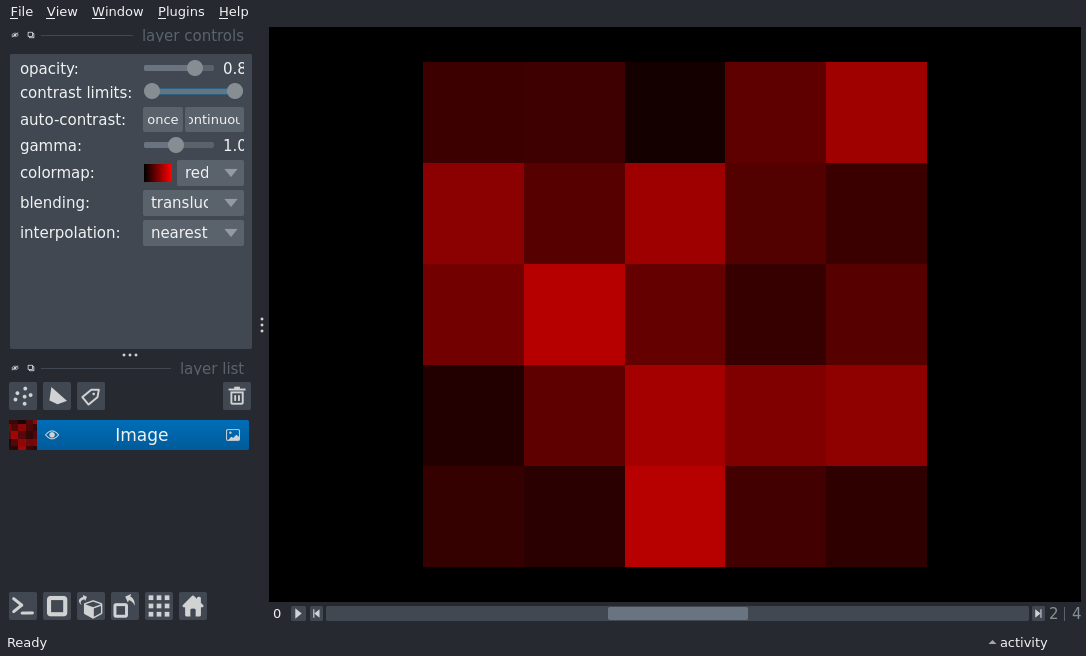 File View Window Plugins Help
layer controls
opacity: 0.8
contrast limits:
auto-contrast: once ontinuou
gamma: 1.0
colormap: red
blending: transluc
interpolation: nearest
layer list
Image
0 2 | 4
Ready activity